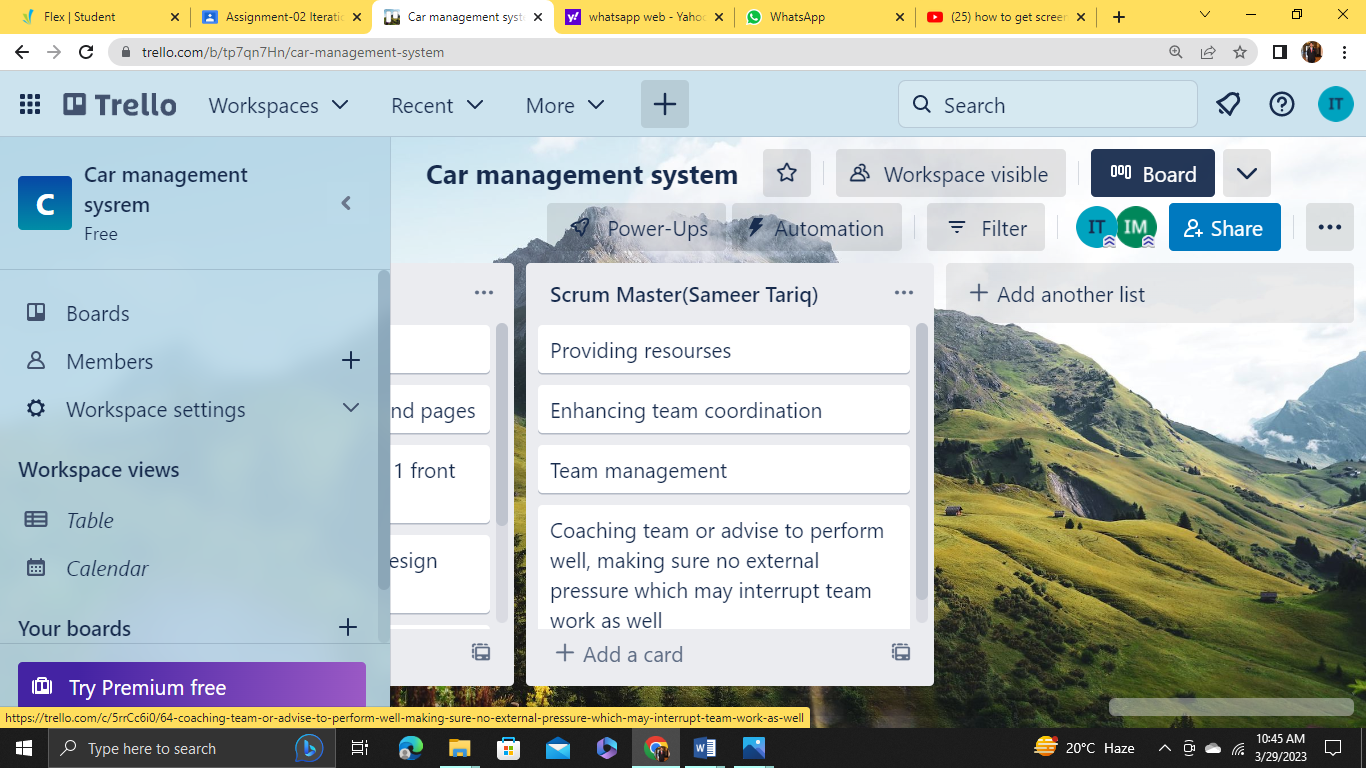 Flex | Student
Assignment-02 Iteratio
Car management syst
whatsapp web - Yahoo
WhatsApp
(25) how to get screen
trello.com/b/tp7qn7Hn/car-management-system
Trello
Workspaces
Recent
More
Search
IT
C
Car management
sysrem
Free
Car management system
Workspace visible
Board
Power-Ups
Automation
Filter
IT
IM
Share
Boards
Members
Workspace settings
Workspace views
Table
Calendar
Your boards
Try Premium free
nd pages
1 front
esign
Scrum Master(Sameer Tariq)
Providing resourses
Enhancing team coordination
Team management
Coaching team or advise to perform
well, making sure no external
pressure which may interrupt team
work as well
Add a card
Add another list
https://trello.com/c/5rrCc6i0/64-coaching-team-or-advise-to-perform-well-making-sure-no-external-pressure-which-may-interrupt-team-work-as-well
Type here to search
20°C Haze
10:45 AM
3/29/2023